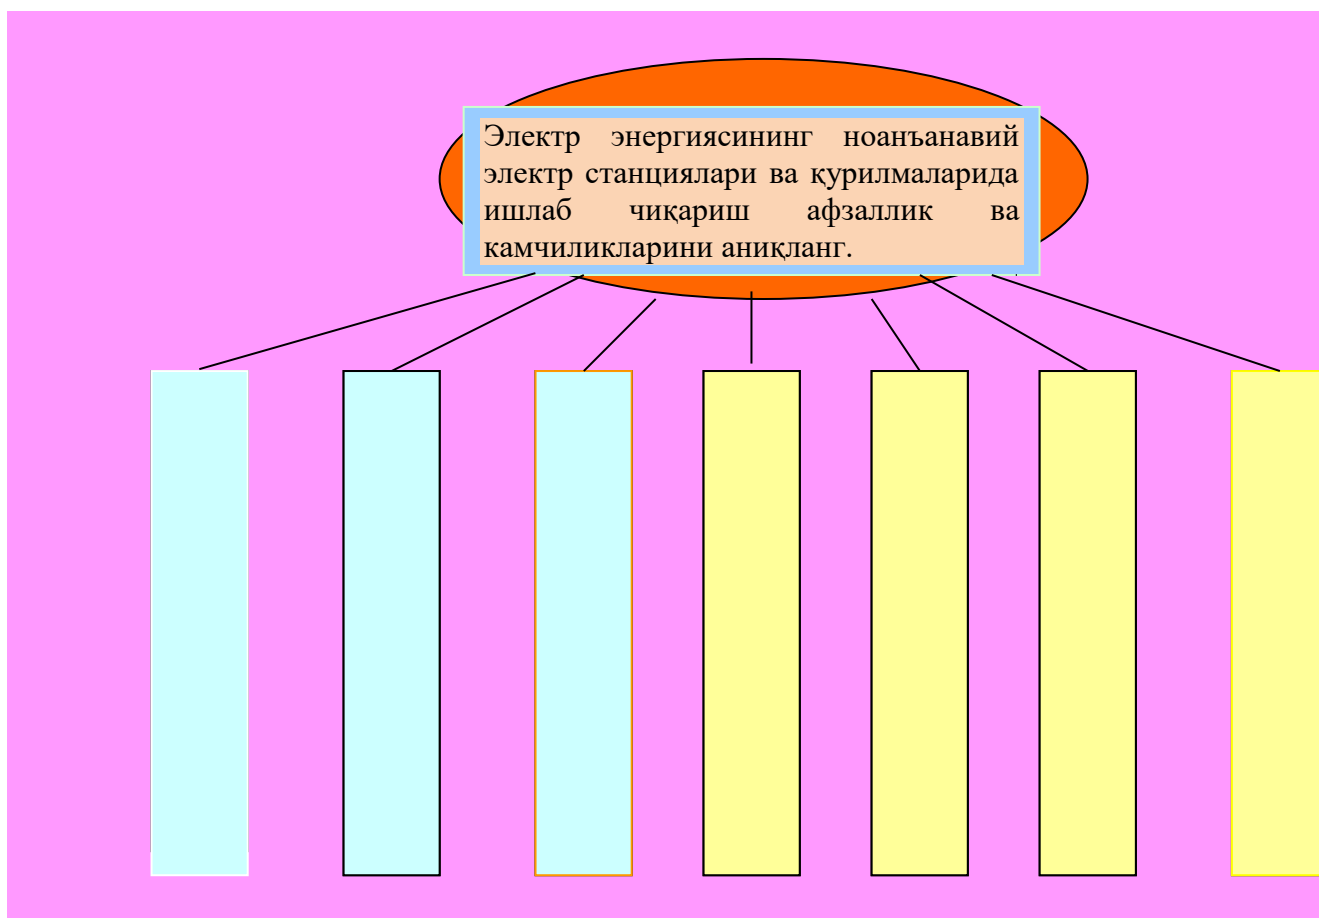 Электр энергиясининг ноанъанавий
электр станциялари ва қурилмаларида
ишлаб чиқариш афзаллик ва
камчиликларини аниқланг.